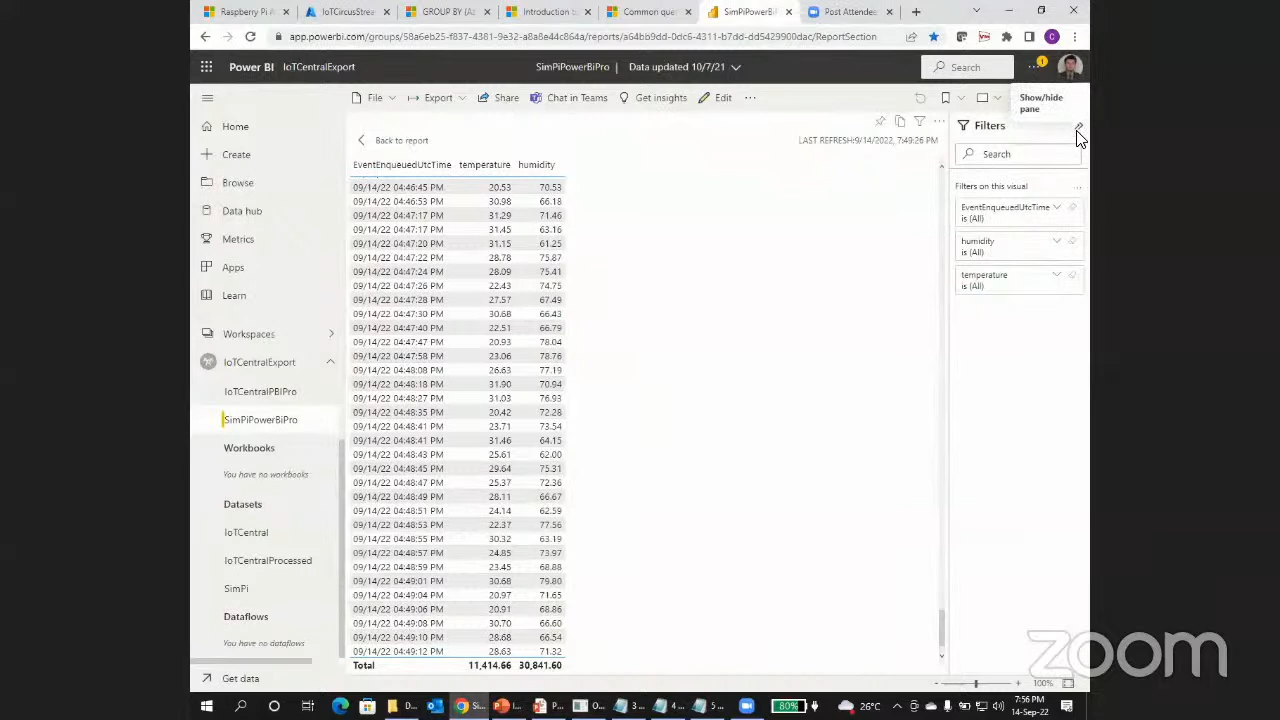 Raspberry Pi A
IoTCircusStrea
GROUP BY (Az
Introduction to
Common que
SimPiPowerBi
Post Attendee
app.powerbi.com/groups/58a6eb25-f837-4381-9e32-a8a8e44c864a/reports/a64bb9dd-0dc6-4311-b7dd-dd5429900dac/ReportSection
Power BI IoTCentralExport
SimPiPowerBiPro | Data updated 10/7/21
Search
1
File Export Share Chat in Teams Get insights Edit
Show/hide
pane
Home
Create
Browse
Data hub
Metrics
Apps
Learn
Workspaces
IoTCentralExport
IoTCentralPBIPro
SimPiPowerBiPro
Workbooks
You have no workbooks
Datasets
IoTCentral
IoTCentralProcessed
SimPi
Dataflows
You have no dataflows
Get data
Back to report
LAST REFRESH:9/14/2022, 7:49:26 PM
EventEnqueuedUtcTime temperature humidity
09/14/22 04:46:45 PM 20.53 70.53
09/14/22 04:46:53 PM 30.98 66.18
09/14/22 04:47:17 PM 31.29 71.46
09/14/22 04:47:17 PM 31.45 63.16
09/14/22 04:47:20 PM 31.15 61.25
09/14/22 04:47:22 PM 28.78 75.87
09/14/22 04:47:24 PM 28.09 75.41
09/14/22 04:47:26 PM 22.43 74.75
09/14/22 04:47:28 PM 27.57 67.49
09/14/22 04:47:30 PM 30.68 66.43
09/14/22 04:47:40 PM 22.51 66.79
09/14/22 04:47:47 PM 20.93 78.04
09/14/22 04:47:58 PM 23.06 78.76
09/14/22 04:48:08 PM 26.63 77.19
09/14/22 04:48:18 PM 31.90 70.94
09/14/22 04:48:27 PM 31.03 76.93
09/14/22 04:48:35 PM 20.42 72.28
09/14/22 04:48:41 PM 23.71 73.54
09/14/22 04:48:41 PM 31.46 64.15
09/14/22 04:48:43 PM 25.61 62.00
09/14/22 04:48:45 PM 29.64 75.31
09/14/22 04:48:47 PM 25.37 72.36
09/14/22 04:48:49 PM 28.11 66.67
09/14/22 04:48:51 PM 24.14 62.59
09/14/22 04:48:53 PM 22.37 77.56
09/14/22 04:48:55 PM 30.32 63.19
09/14/22 04:48:57 PM 24.85 73.97
09/14/22 04:48:59 PM 23.45 68.88
09/14/22 04:49:01 PM 30.68 79.80
09/14/22 04:49:04 PM 20.97 71.65
09/14/22 04:49:06 PM 20.91 68.86
09/14/22 04:49:08 PM 30.70 66.60
09/14/22 04:49:10 PM 28.68 66.54
09/14/22 04:49:12 PM 28.63 71.32
Total 11,414.66 30,841.60
Filters
Search
Filters on this visual
EventEnqueuedUtcTime
is (All)
humidity
is (All)
temperature
is (All)
100%
zoom
80%
26°C
7:56 PM
14-Sep-22